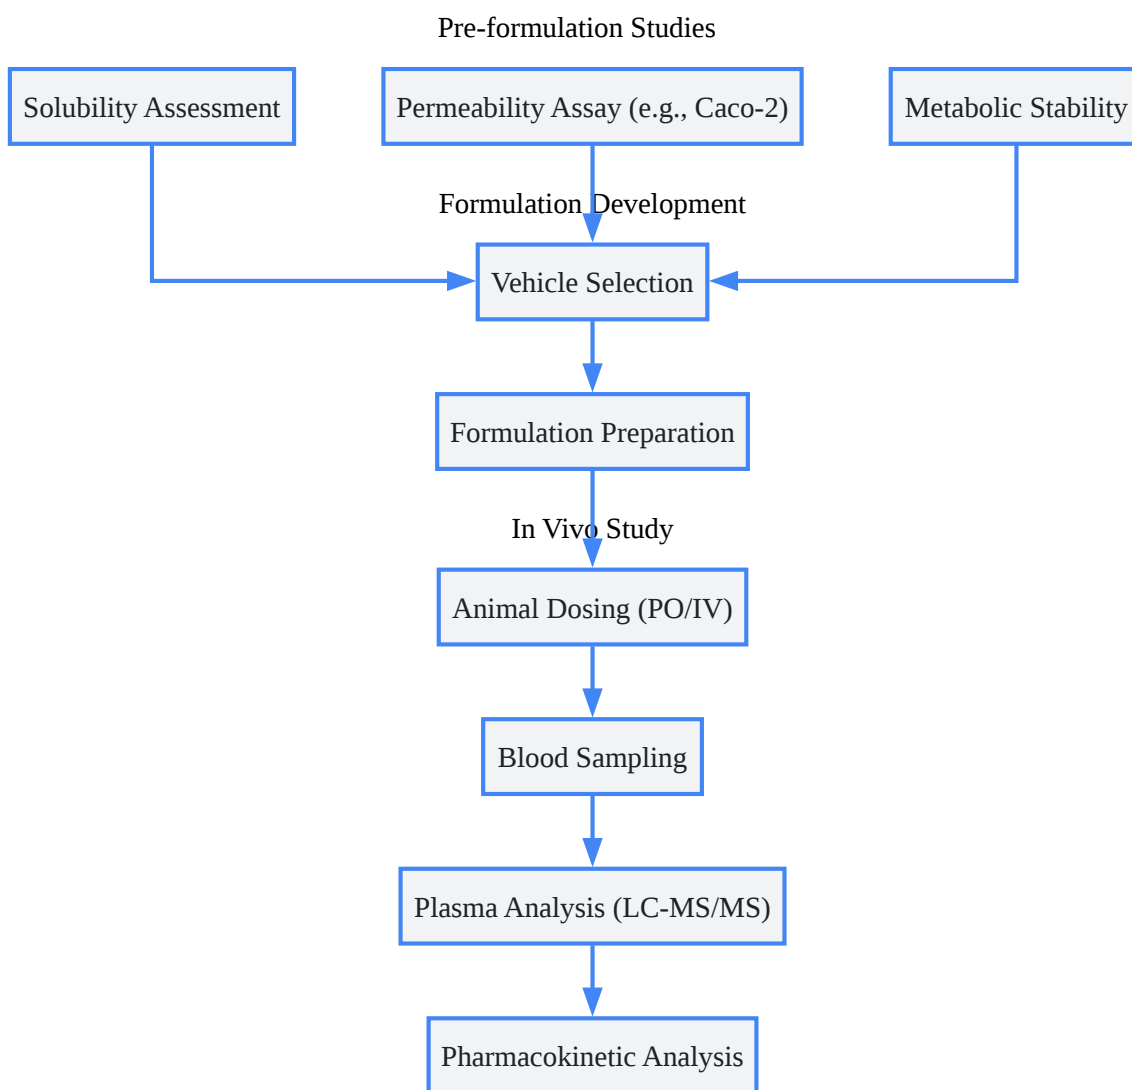 Pre-formulation Studies
Solubility Assessment
Permeability Assay (e.g., Caco-2)
Metabolic Stability
Formulation Development
Vehicle Selection
Formulation Preparation
In Vivo Study
Animal Dosing (PO/IV)
Blood Sampling
Plasma Analysis (LC-MS/MS)
Pharmacokinetic Analysis